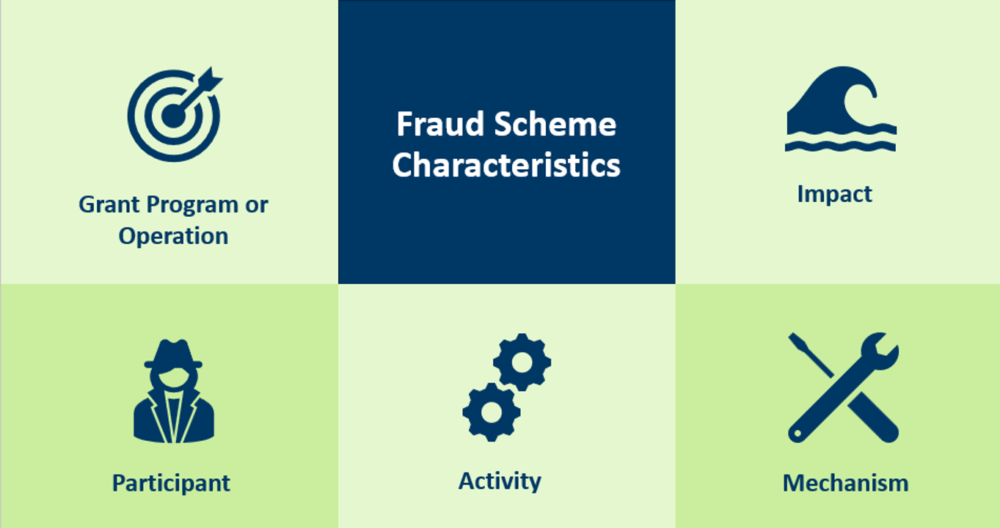 Grant Program or
Operation
Fraud Scheme
Characteristics
Impact
Participant
Activity
Mechanism